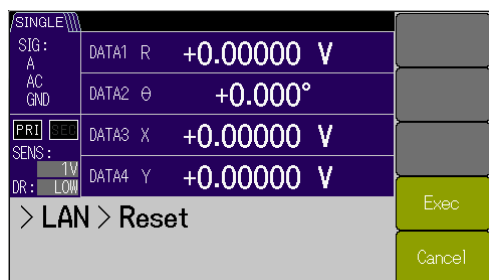 SINGLE
SIG:
A
AC
GND
DATA1 R +0.00000 V
DATA2 θ +0.000°
PRI SEC
DATA3 X +0.00000 V
SENS:
1V
DATA4 Y +0.00000 V
DR: LOW
> LAN > Reset
Exec
Cancel